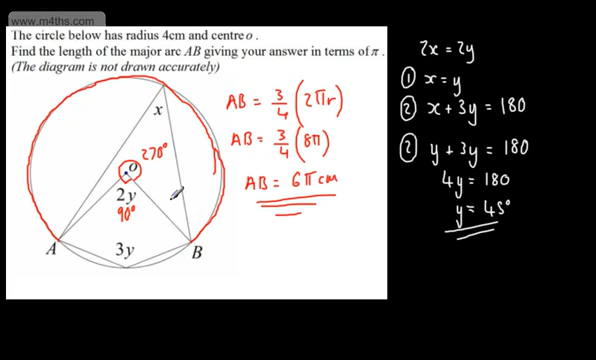 www.m4ths.com
The circle below has radius 4cm and centre o .
Find the length of the major arc AB giving your answer in terms of π .
(The diagram is not drawn accurately)
x
O
270°
2y
90°
A
3y
B
AB = 3/4 (2πr)
AB = 3/4 (8π)
AB = 6π cm
2x = 2y
① x = y
② x + 3y = 180
② y + 3y = 180
4y = 180
y = 45°